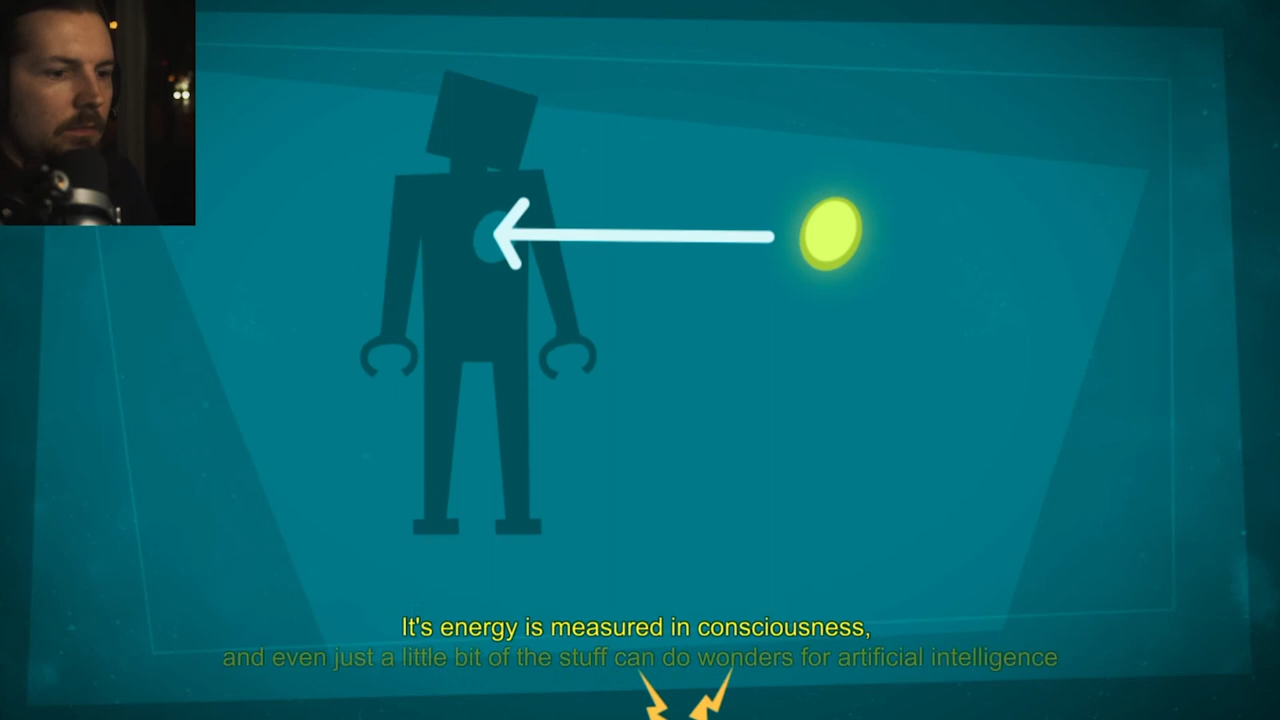 It's energy is measured in consciousness,
and even just a little bit of the stuff can do wonders for artificial intelligence